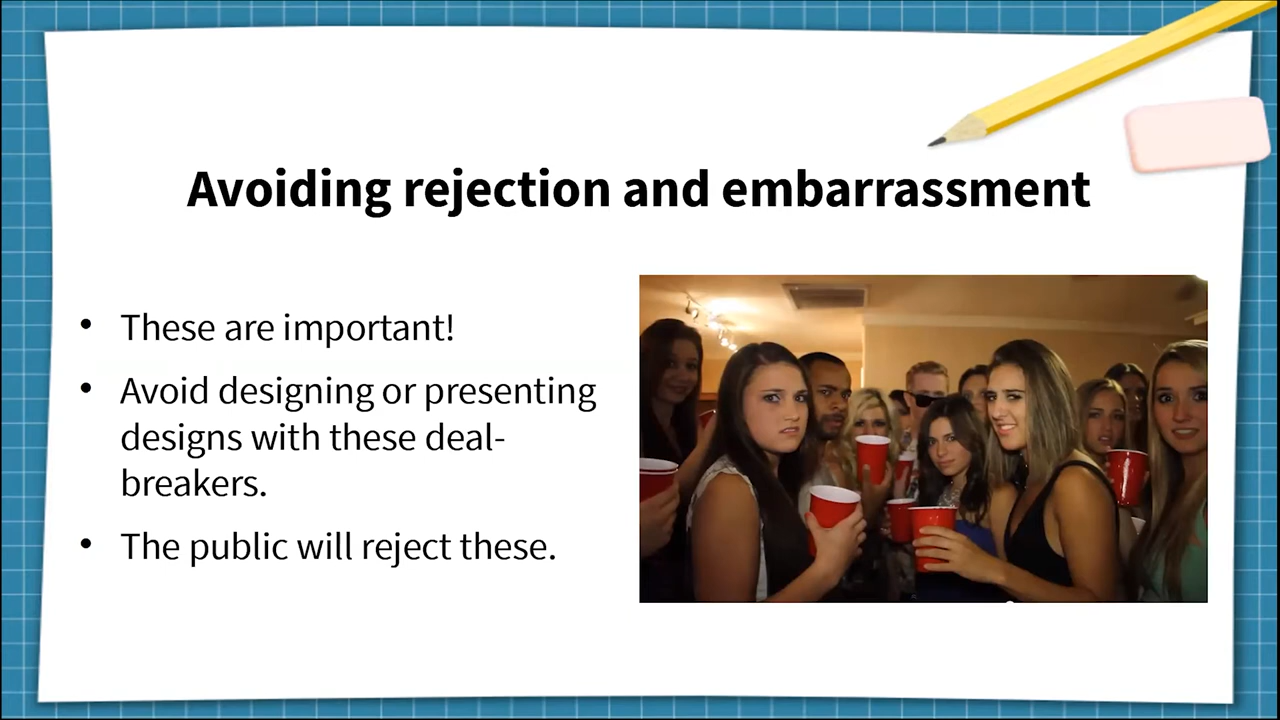 Avoiding rejection and embarrassment
• These are important!
• Avoid designing or presenting
designs with these deal-
breakers.
• The public will reject these.